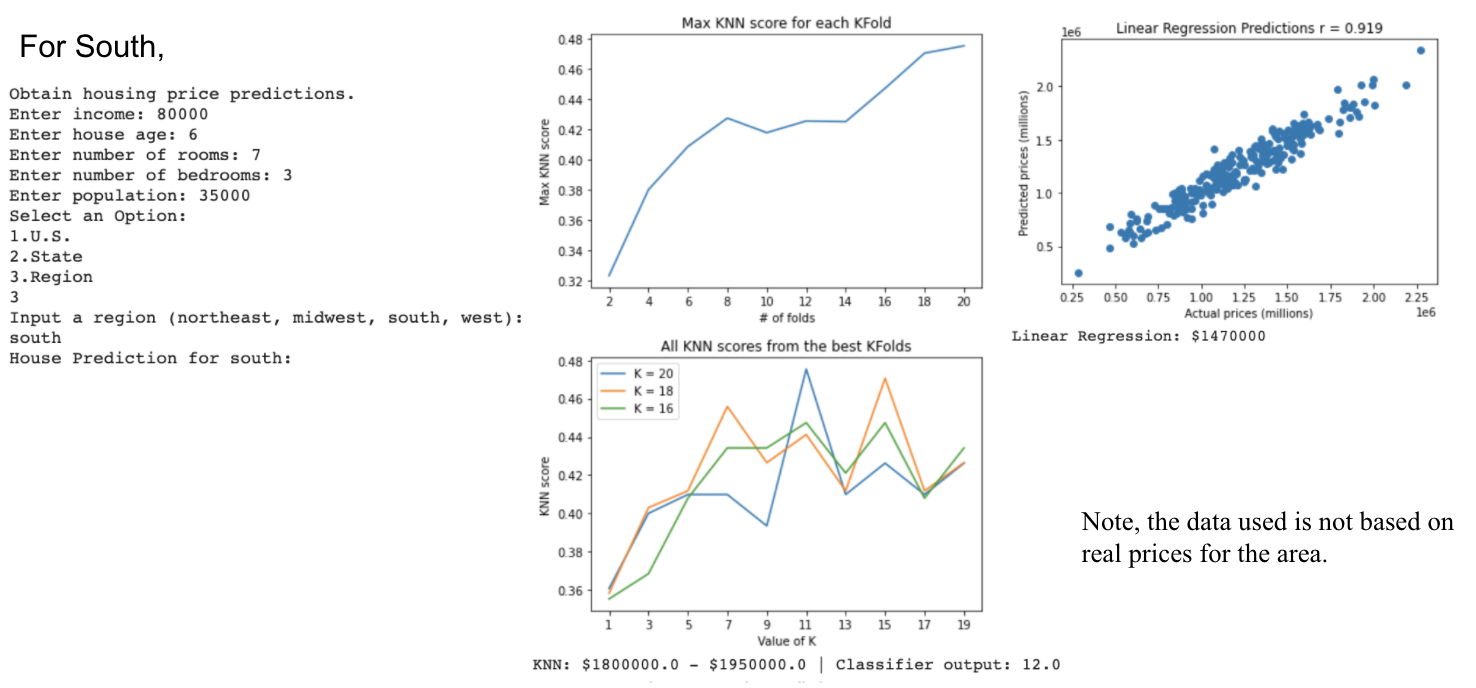 For South,
Obtain housing price predictions.
Enter income: 80000
Enter house age: 6
Enter number of rooms: 7
Enter number of bedrooms: 3
Enter population: 35000
Select an Option:
1.U.S.
2.State
3.Region
3
Input a region (northeast, midwest, south, west):
south
House Prediction for south:
Max KNN score for each KFold
Max KNN score
0.48
0.46
0.44
0.42
0.40
0.38
0.36
0.34
0.32
2 4 6 8 10 12 14 16 18 20
# of folds
All KNN scores from the best KFolds
K = 20
K = 18
K = 16
KNN score
0.48
0.46
0.44
0.42
0.40
0.38
0.36
1 3 5 7 9 11 13 15 17 19
Value of K
KNN: $1800000.0 - $1950000.0 | Classifier output: 12.0
Linear Regression Predictions r = 0.919
1e6
Predicted prices (millions)
2.0
1.5
1.0
0.5
0.25 0.50 0.75 1.00 1.25 1.50 1.75 2.00 2.25
Actual prices (millions)
1e6
Linear Regression: $1470000
Note, the data used is not based on
real prices for the area.